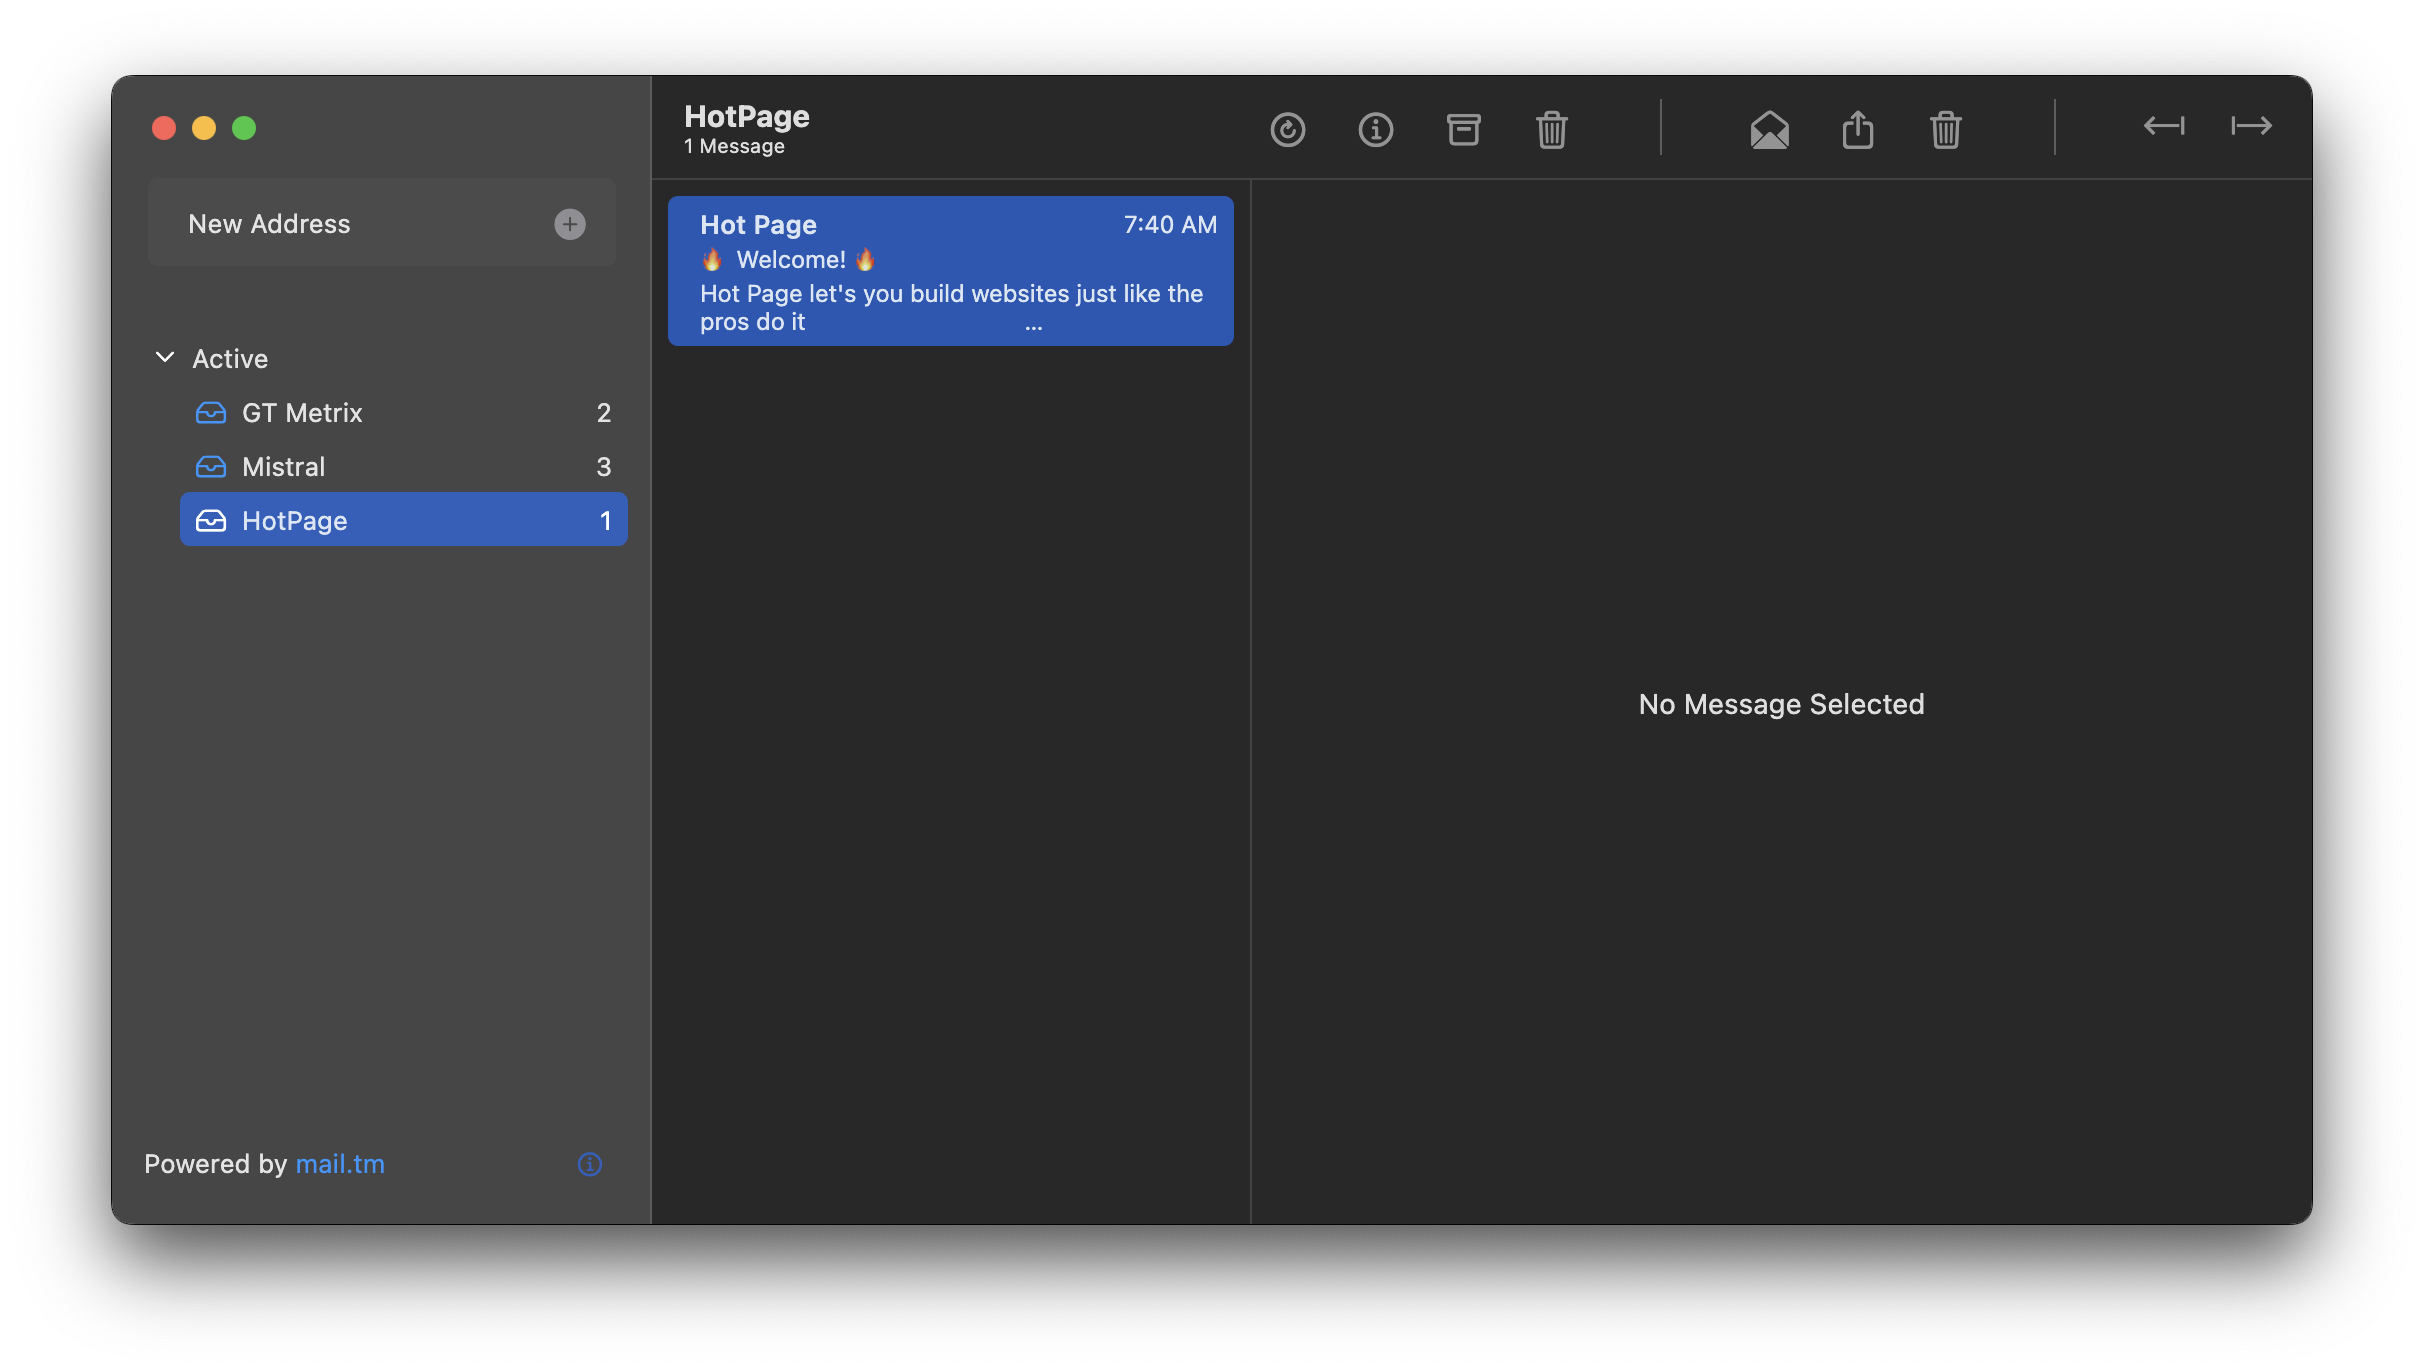 New Address
Active
GT Metrix 2
Mistral 3
HotPage 1
Powered by mail.tm
HotPage
1 Message
Hot Page 7:40 AM
🔥 Welcome! 🔥
Hot Page let's you build websites just like the
pros do it ...
No Message Selected